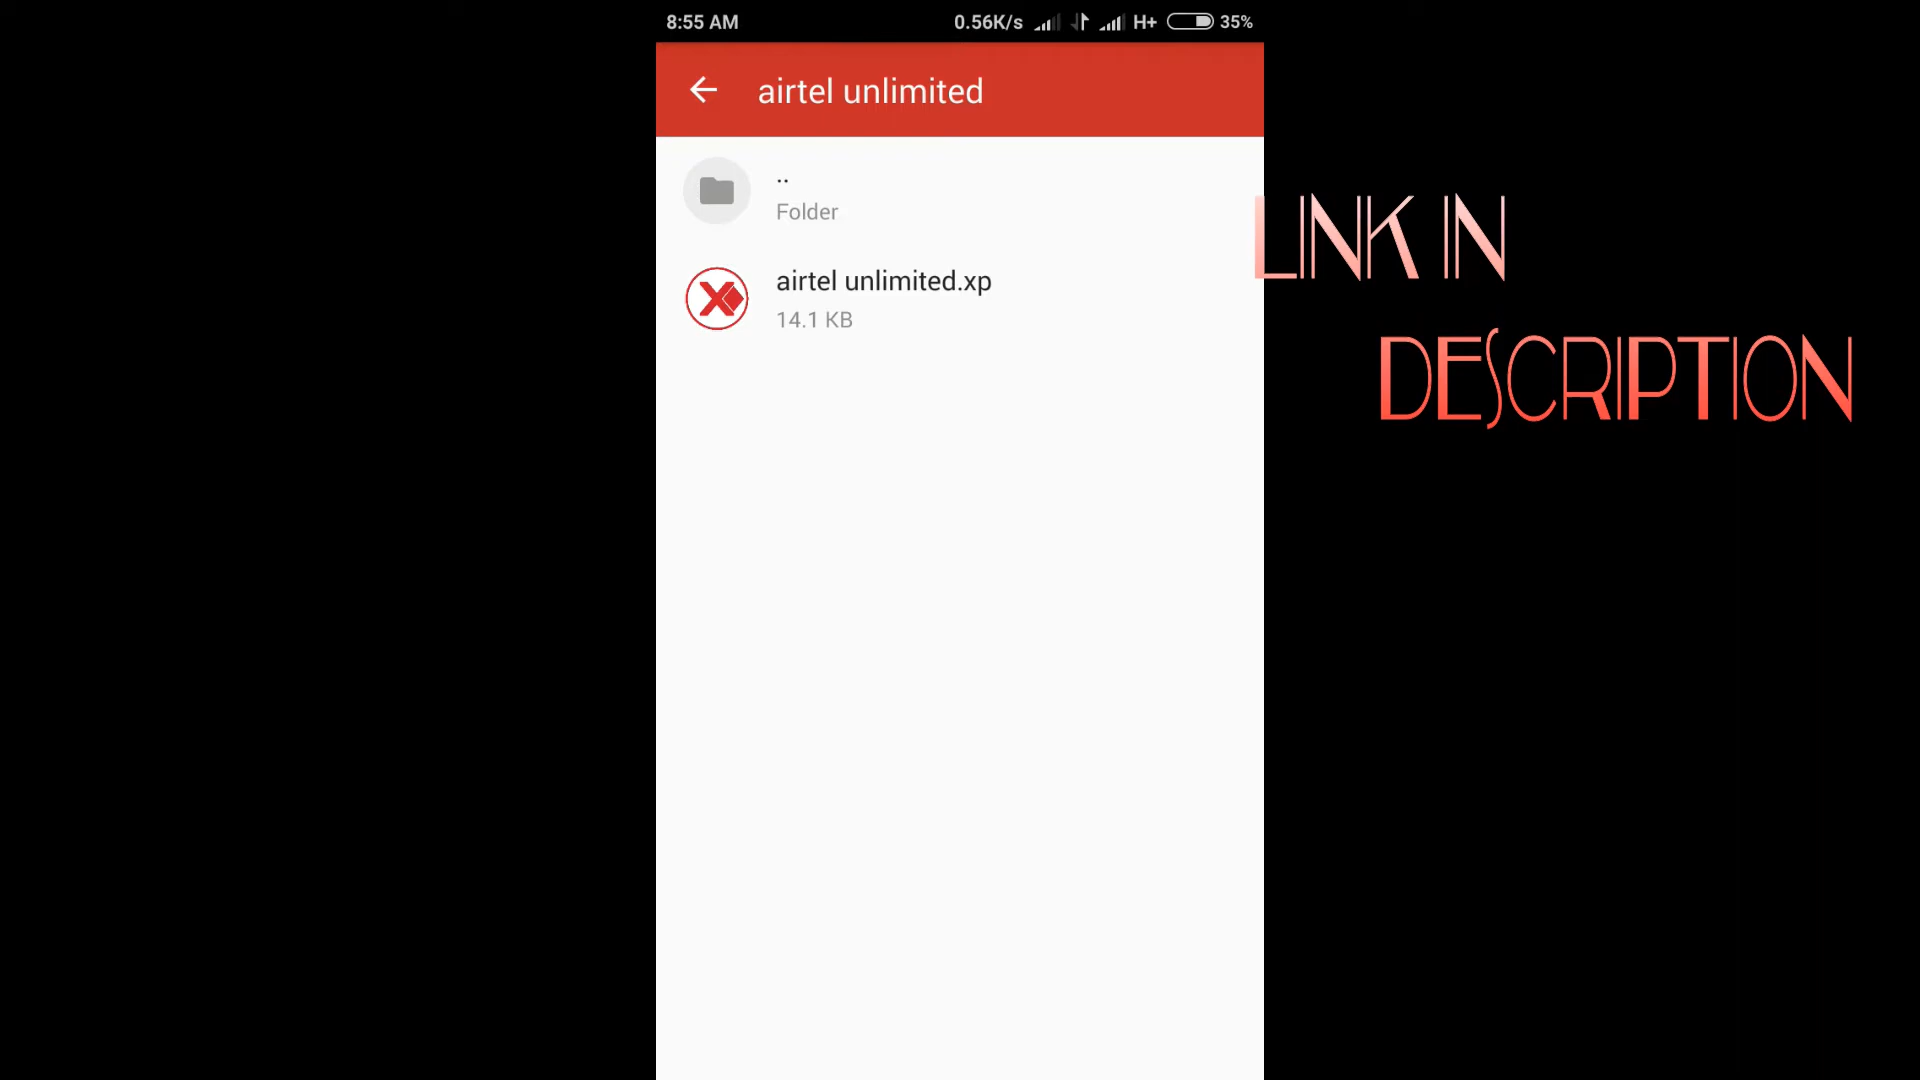 8:55 AM 0.56K/s H+ 35%
airtel unlimited
..
Folder
airtel unlimited.xp
14.1 KB
LINK IN
DESCRIPTION